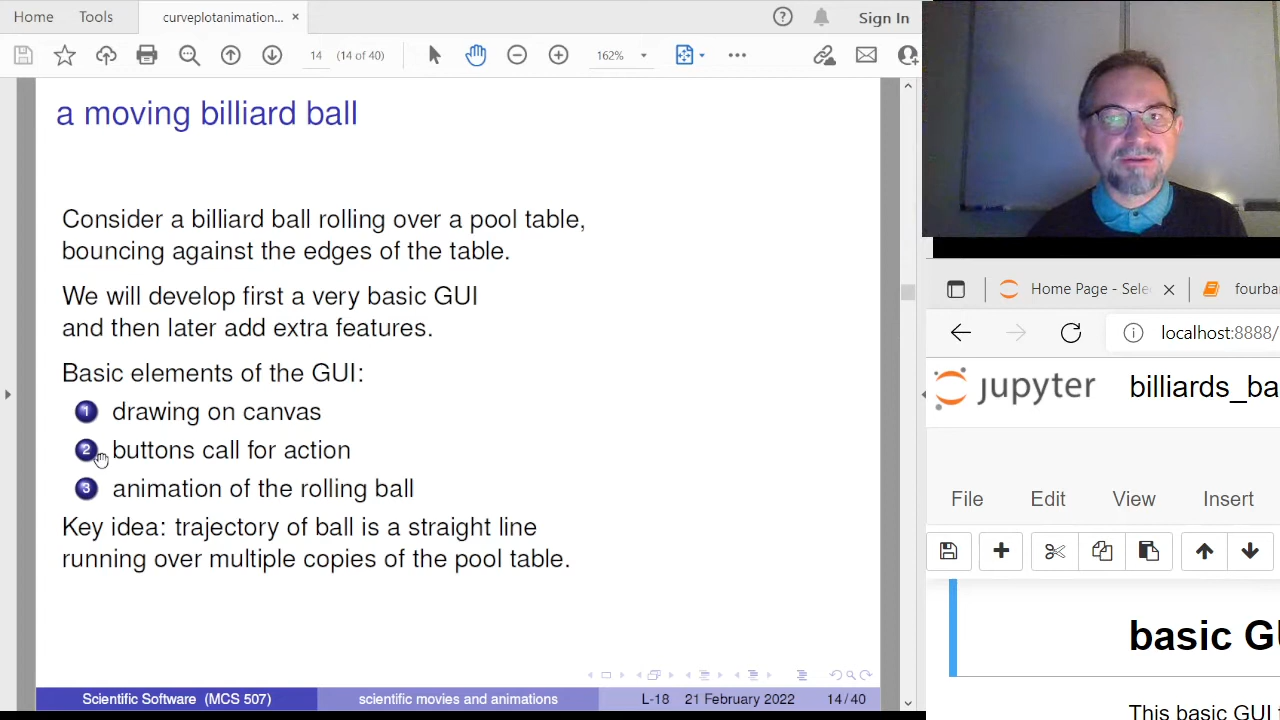 Home Tools curveplotanimation... × Sign In
14 (14 of 40) 162%
a moving billiard ball
Consider a billiard ball rolling over a pool table,
bouncing against the edges of the table.
We will develop first a very basic GUI
and then later add extra features.
Basic elements of the GUI:
1 drawing on canvas
2 buttons call for action
3 animation of the rolling ball
Key idea: trajectory of ball is a straight line
running over multiple copies of the pool table.
Scientific Software (MCS 507) scientific movies and animations L-18 21 February 2022 14 / 40
Home Page - Sele × fourba
localhost:8888/
jupyter billiards_ba
File Edit View Insert
basic GU
This basic GUI